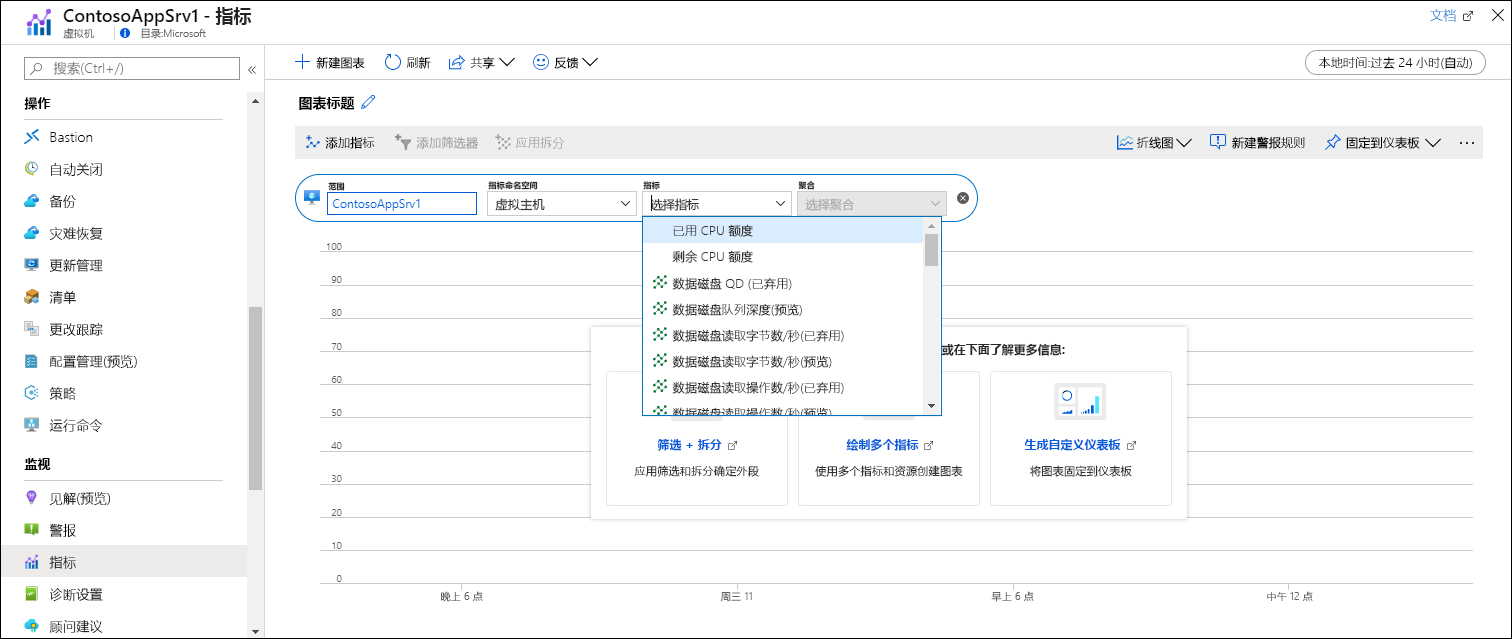 ContosoAppSrv1 - 指标
虚拟机
目录:Microsoft
文档
搜索(Ctrl+/)
«
操作
Bastion
自动关闭
备份
灾难恢复
更新管理
清单
更改跟踪
配置管理(预览)
策略
运行命令
监视
见解(预览)
警报
指标
诊断设置
顾问建议
新建图表
刷新
共享
反馈
本地时间:过去 24 小时(自动)
图表标题
添加指标
添加筛选器
应用拆分
折线图
新建警报规则
固定到仪表板
范围
ContosoAppSrv1
指标命名空间
虚拟主机
指标
选择指标
聚合
选择聚合
已用 CPU 额度
剩余 CPU 额度
数据磁盘 QD (已弃用)
数据磁盘队列深度(预览)
数据磁盘读取字节数/秒(已弃用)
数据磁盘读取字节数/秒(预览)
数据磁盘读取操作数/秒(已弃用)
数据磁盘读取操作数/秒(预览)
100
90
80
70
60
50
40
30
20
10
0
或在下面了解更多信息:
筛选 + 拆分
应用筛选和拆分确定外段
绘制多个指标
使用多个指标和资源创建图表
生成自定义仪表板
将图表固定到仪表板
晚上 6 点
周三 11
早上 6 点
中午 12 点